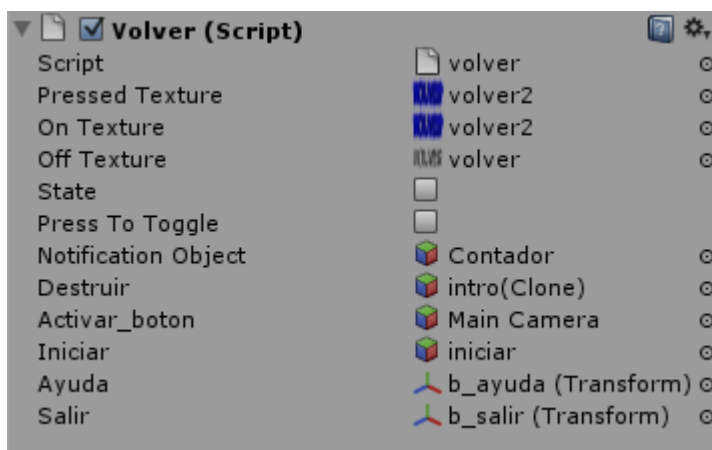 Volver (Script)
Script volver
Pressed Texture volver2
On Texture volver2
Off Texture volver
State
Press To Toggle
Notification Object Contador
Destruir intro(Clone)
Activar_boton Main Camera
Iniciar iniciar
Ayuda b_ayuda (Transform)
Salir b_salir (Transform)